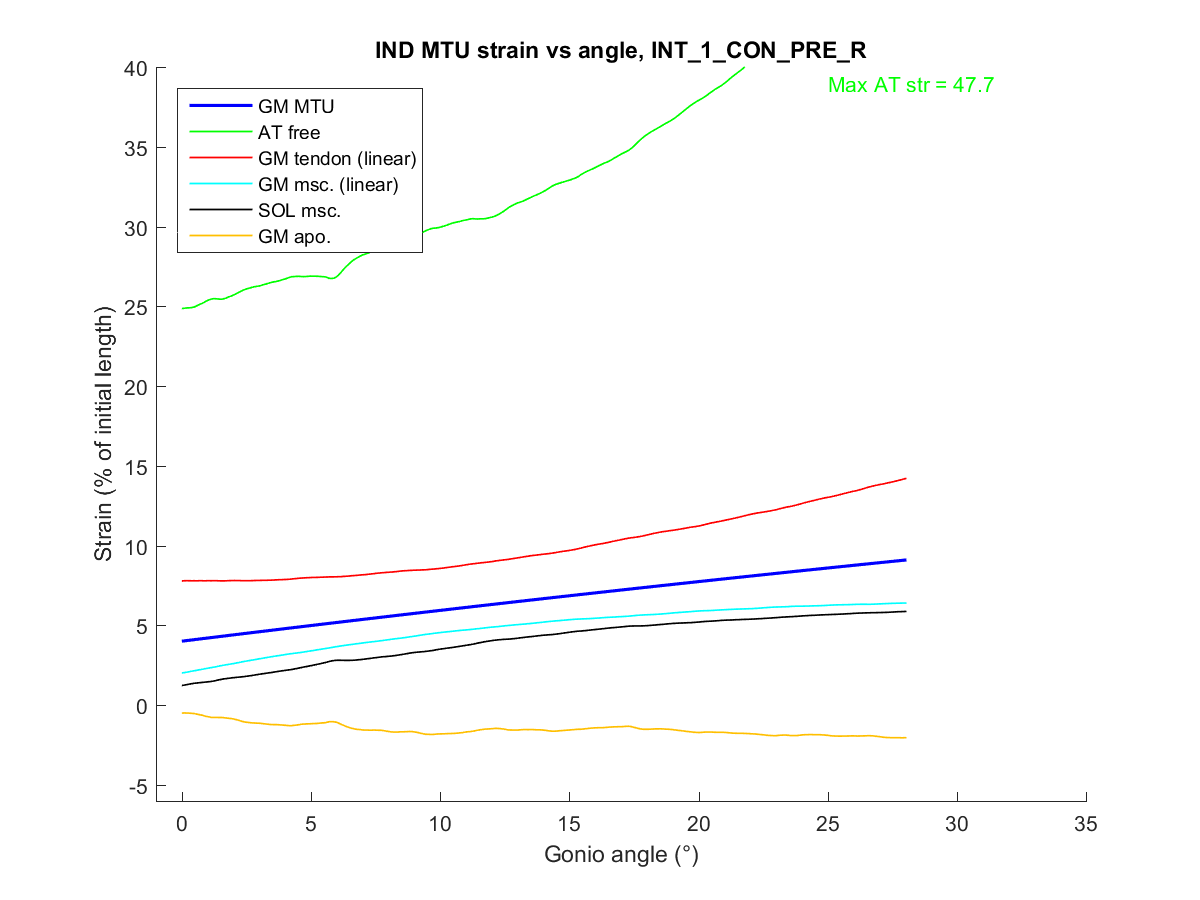 IND MTU strain vs angle, INT_1_CON_PRE_R
Max AT str = 47.7
GM MTU
AT free
GM tendon (linear)
GM msc. (linear)
SOL msc.
GM apo.
Strain (% of initial length)
40
35
30
25
20
15
10
5
0
-5
0 5 10 15 20 25 30 35
Gonio angle (°)